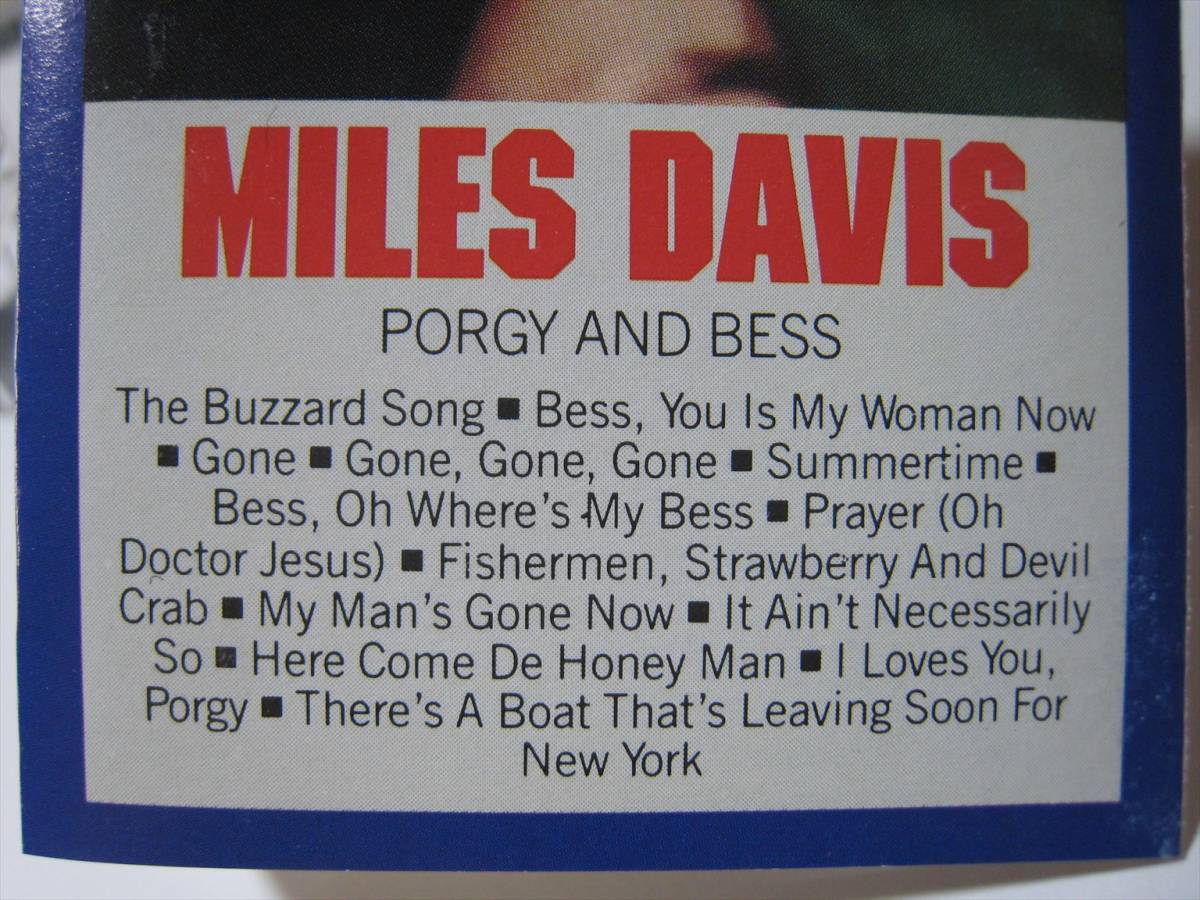 MILES DAVIS
PORGY AND BESS
The Buzzard Song ■ Bess, You Is My Woman Now
■ Gone ■ Gone, Gone, Gone ■ Summertime ■
Bess, Oh Where's My Bess ■ Prayer (Oh
Doctor Jesus) ■ Fishermen, Strawberry And Devil
Crab ■ My Man's Gone Now ■ It Ain't Necessarily
So ■ Here Come De Honey Man ■ I Loves You,
Porgy ■ There's A Boat That's Leaving Soon For
New York